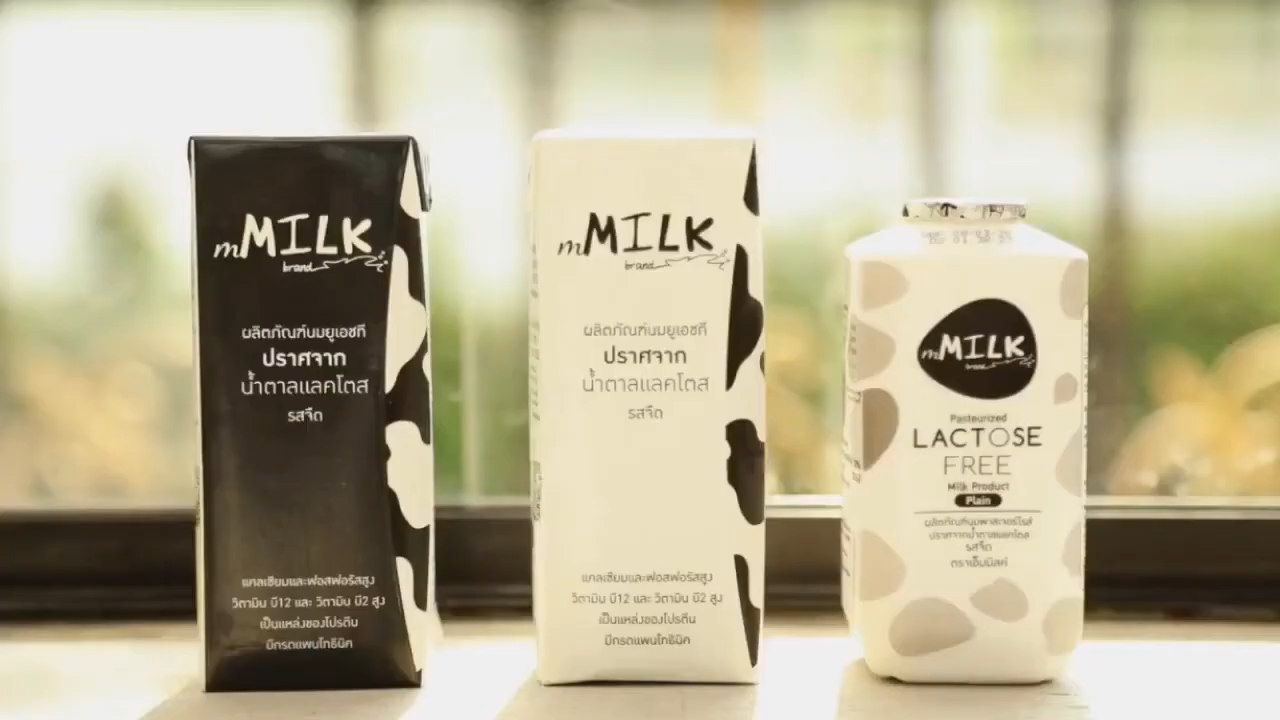 mMILK
brand
ผลิตภัณฑ์นมยูเอชที
ปราศจาก
น้ำตาลแลคโตส
รสจืด
แคลเซียมและฟอสฟอรัสสูง
วิตามิน บี12 และ วิตามิน บี2 สูง
เป็นแหล่งของโปรตีน
มีกรดแพนโทธินิค
mMILK
brand
ผลิตภัณฑ์นมยูเอชที
ปราศจาก
น้ำตาลแลคโตส
รสจืด
แคลเซียมและฟอสฟอรัสสูง
วิตามิน บี12 และ วิตามิน บี2 สูง
เป็นแหล่งของโปรตีน
มีกรดแพนโทธินิค
mMILK
brand
Pasteurized
LACTOSE
FREE
Milk Product
Plain
ผลิตภัณฑ์นมพาสเจอร์ไรส์
ปราศจากน้ำตาลแลคโตส
รสจืด
ตราเอ็มมิลค์